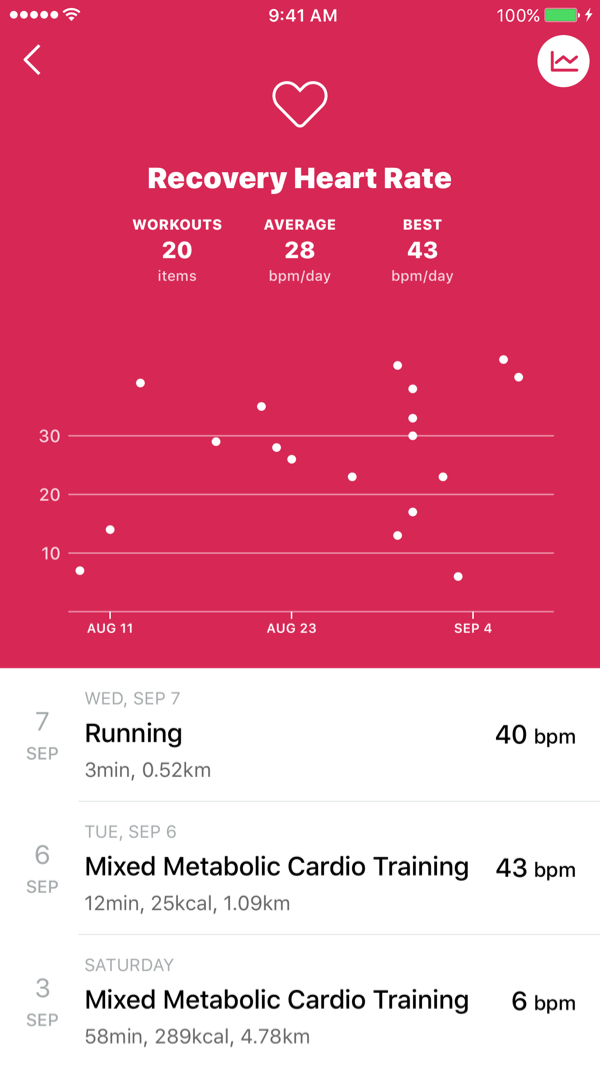 9:41 AM 100%
Recovery Heart Rate
WORKOUTS AVERAGE BEST
20 28 43
items bpm/day bpm/day
30
20
10
AUG 11 AUG 23 SEP 4
WED, SEP 7
7 SEP Running 40 bpm
3min, 0.52km
TUE, SEP 6
6 SEP Mixed Metabolic Cardio Training 43 bpm
12min, 25kcal, 1.09km
SATURDAY
3 SEP Mixed Metabolic Cardio Training 6 bpm
58min, 289kcal, 4.78km